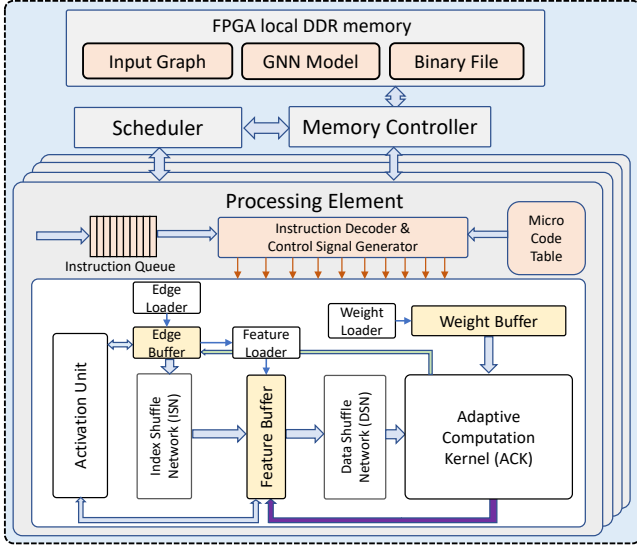 FPGA local DDR memory
Input Graph
GNN Model
Binary File
Scheduler
Memory Controller
Processing Element
Instruction Queue
Instruction Decoder &
Control Signal Generator
Micro
Code
Table
Edge
Loader
Weight
Loader
Weight Buffer
Edge
Buffer
Feature
Loader
Activation Unit
Index Shuffle
Network (ISN)
Feature Buffer
Data Shuffle
Network (DSN)
Adaptive
Computation
Kernel (ACK)